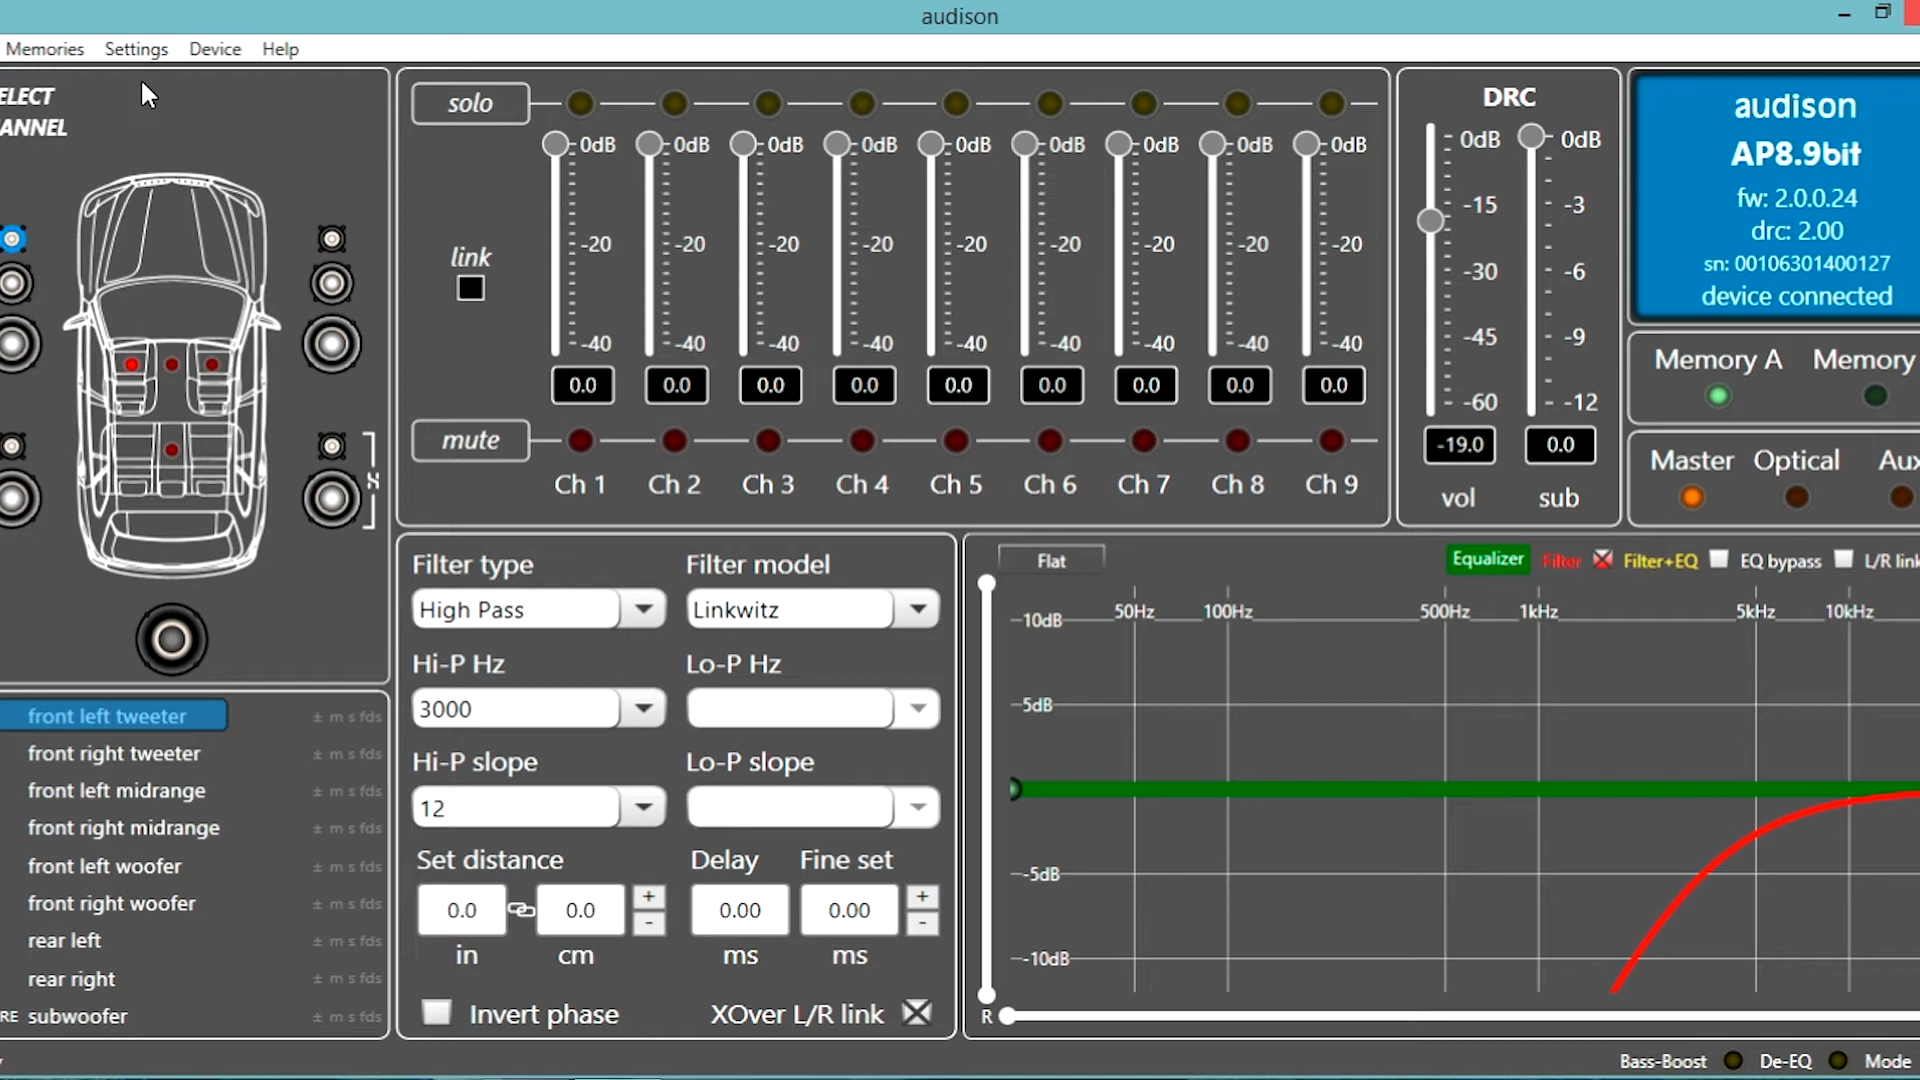 audison
Memories Settings Device Help
ELECT
ANNEL
S
front left tweeter ± m s fds
front right tweeter ± m s fds
front left midrange ± m s fds
front right midrange ± m s fds
front left woofer ± m s fds
front right woofer ± m s fds
rear left ± m s fds
rear right ± m s fds
RE subwoofer ± m s fds
solo
0dB 0dB 0dB 0dB 0dB 0dB 0dB 0dB 0dB
-20 -20 -20 -20 -20 -20 -20 -20 -20
link
-40 -40 -40 -40 -40 -40 -40 -40 -40
0.0 0.0 0.0 0.0 0.0 0.0 0.0 0.0 0.0
mute
Ch 1 Ch 2 Ch 3 Ch 4 Ch 5 Ch 6 Ch 7 Ch 8 Ch 9
DRC
0dB 0dB
-15 -3
-30 -6
-45 -9
-60 -12
-19.0 0.0
vol sub
audison
AP8.9bit
fw: 2.0.0.24
drc: 2.00
sn: 00106301400127
device connected
Memory A Memory
Master Optical Aux
Filter type Filter model
High Pass Linkwitz
Hi-P Hz Lo-P Hz
3000
Hi-P slope Lo-P slope
12
Set distance Delay Fine set
0.0 0.0 + - 0.00 0.00 + -
in cm ms ms
Invert phase XOver L/R link
Flat Equalizer Filter Filter+EQ EQ bypass L/R link
50Hz 100Hz 500Hz 1kHz 5kHz 10kHz
10dB
5dB
-5dB
-10dB
R
Bass-Boost De-EQ Mode